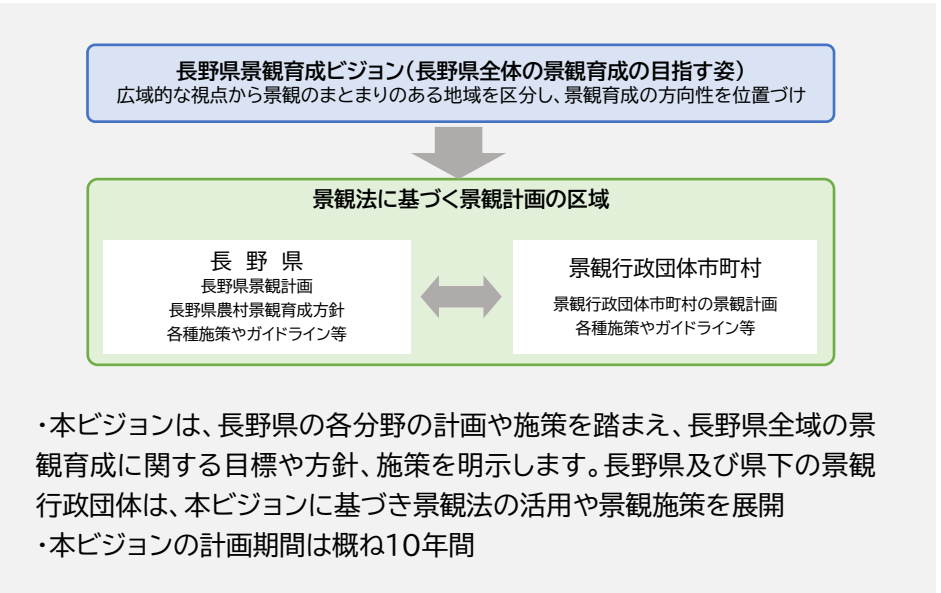 長野県景観育成ビジョン(長野県全体の景観育成の目指す姿)
広域的な視点から景観のまとまりのある地域を区分し、景観育成の方向性を位置づけ
景観法に基づく景観計画の区域
長 野 県
長野県景観計画
長野県農村景観育成方針
各種施策やガイドライン等
景観行政団体市町村
景観行政団体市町村の景観計画
各種施策やガイドライン等
・本ビジョンは、長野県の各分野の計画や施策を踏まえ、長野県全域の景
観育成に関する目標や方針、施策を明示します。長野県及び県下の景観
行政団体は、本ビジョンに基づき景観法の活用や景観施策を展開
・本ビジョンの計画期間は概ね10年間